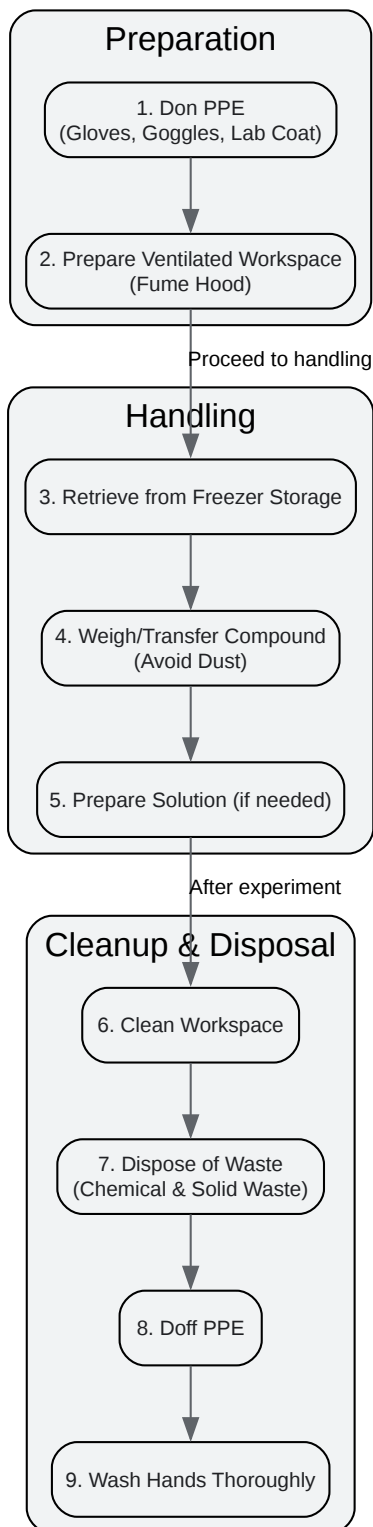 Preparation
1. Don PPE
(Gloves, Goggles, Lab Coat)
2. Prepare Ventilated Workspace
(Fume Hood)
Proceed to handling
Handling
3. Retrieve from Freezer Storage
4. Weigh/Transfer Compound
(Avoid Dust)
5. Prepare Solution (if needed)
After experiment
Cleanup & Disposal
6. Clean Workspace
7. Dispose of Waste
(Chemical & Solid Waste)
8. Doff PPE
9. Wash Hands Thoroughly